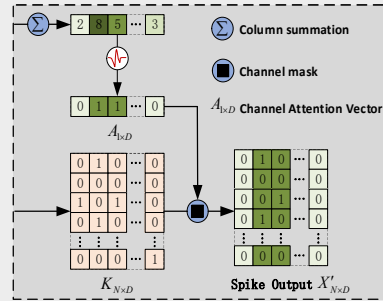 Σ 2 8 5 ··· 3
Σ Column summation
Channel mask
0 1 1 ··· 0
A₁×D
A₁×D Channel Attention Vector
0 1 0 ··· 0
0 0 0 ··· 0
1 0 1 ··· 0
0 1 0 ··· 0
⋮ ⋮ ⋮ ⋱ ⋮
0 0 0 ··· 1
K_N×D
0 1 0 ··· 0
0 0 0 ··· 0
0 0 1 ··· 0
0 1 0 ··· 0
⋮ ⋮ ⋮ ⋱ ⋮
0 0 0 ··· 0
Spike Output X'_N×D